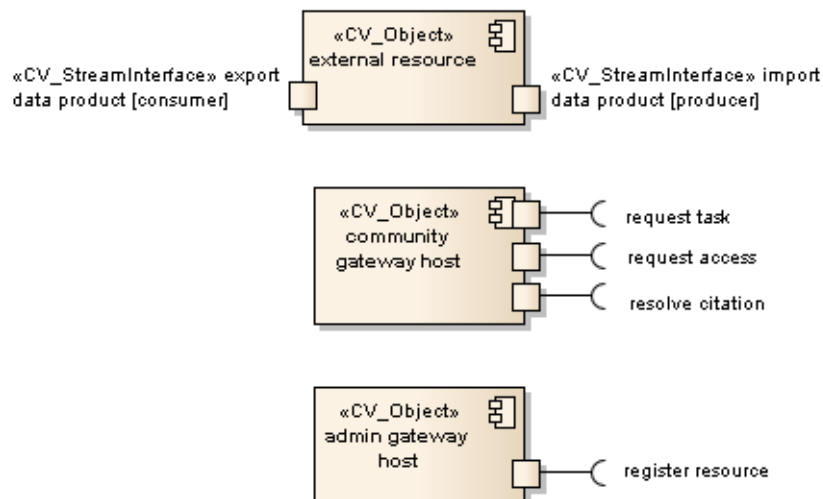 «CV_Object»
external resource
«CV_StreamInterface» export
data product [consumer]
«CV_StreamInterface» import
data product [producer]
«CV_Object»
community
gateway host
request task
request access
resolve citation
«CV_Object»
admin gateway
host
register resource